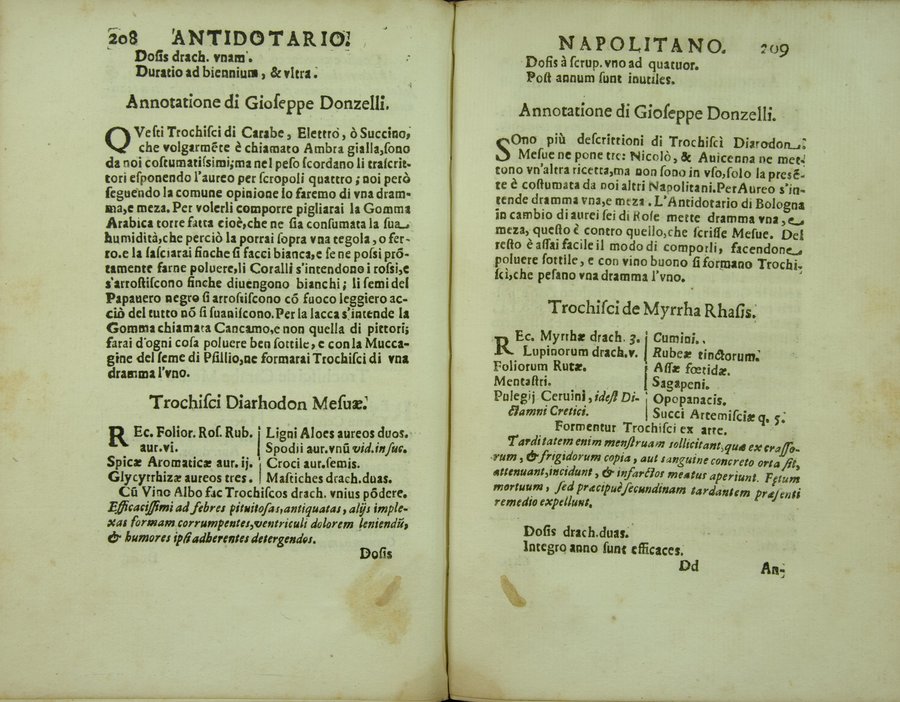 208 ANTIDOTARIO.
Dosis drach. vnam.
Duratio ad biennium, & vltra.
Annotatione di Gioſeppe Donzelli.
QVeſti Trochiſci di Carabe, Elettro, ò Succino,
che volgarmẽte è chiamato Ambra gialla, ſono
da noi coſtumatiſsimi; ma nel peſo ſcordano li traſcrit-
tori eſponendo l'aureo per ſcropoli quattro; noi però
ſeguendo la comune opinione lo faremo di vna dram-
ma, e meza. Per volerli comporre pigliarai la Gomma
Arabica torrefatta cioè, che ne ſia conſumata la ſua
humidità, che perciò la porrai ſopra vna tegola, o fer-
ro, e la laſciarai finche ſi facci bianca, e ſe ne poſsi prõ-
tamente farne poluere, li Coralli s'intendono i roſsi, e
s'arroſtiſcono finche diuengono bianchi; li ſemi del
Papauero negro ſi arroſtiſcono cõ fuoco leggiero ac-
ciò del tutto nõ ſi ſuaniſcono. Per la lacca s'intende la
Gomma chiamata Cancamo, e non quella di pittori;
farai d'ogni coſa poluere ben ſottile, e con la Mucca-
gine del ſeme di Pſillio, ne formarai Trochiſci di vna
dramma l'vno.
Trochiſci Diarhodon Meſuæ.
REc. Folior. Roſ. Rub.
aur. vi.
Spicæ Aromaticæ aur. ij.
Glycyrrhizæ aureos tres.
Ligni Aloes aureos duos.
Spodii aur. vnũ vid. in ſuc.
Croci aur. ſemis.
Maſtiches drach. duas.
Cũ Vino Albo fac Trochiſcos drach. vnius põdere.
Efficaciſſimi ad febres pituitoſas, antiquatas, alijs imple-
xas formam corrumpentes, ventriculi dolorem leniendũ,
& humores ipſi adherentes detergendos.
Doſis
NAPOLITANO. 209
Doſis à ſcrup. vno ad quatuor.
Poſt annum ſunt inutiles.
Annotatione di Gioſeppe Donzelli.
SOno più deſcrittioni di Trochiſci Diarodon.
Meſue ne pone tre: Nicolò, & Auicenna ne met-
tono vn'altra ricetta, ma non ſono in vſo, ſolo la preſẽ-
te è coſtumata da noi altri Napolitani. Per Aureo s'in-
tende dramma vna, e meza. L'Antidotario di Bologna
in cambio di aurei ſei di Roſe mette dramma vna, e
meza, queſto è contro quello, che ſcriſſe Meſue. Del
reſto è aſſai facile il modo di comporli, facendone
poluere ſottile, e con vino buono ſi formano Trochi-
ſci, che peſano vna dramma l'vno.
Trochiſci de Myrrha Rhaſis.
REc. Myrrhæ drach. 3.
Lupinorum drach. v.
Foliorum Rutæ.
Mentaſtri.
Pulegij Ceruini, ideſt Di-
ctamni Cretici.
Cumini.
Rubeæ tinctorum.
Aſſæ fœtidæ.
Sagapeni.
Opopanacis.
Succi Artemiſciæ q. ſ.
Formentur Trochiſci ex arte.
Tarditatem enim menſtruam ſollicitant, quæ ex craſſo-
rum, & frigidorum copia, aut ſanguine concreto orta ſit,
attenuant, incidunt, & infarctos meatus aperiunt. Fętum
mortuum, ſed præcipuè ſecundinam tardantem præſenti
remedio expellunt.
Doſis drach. duas.
Integro anno ſunt efficaces.
Dd An-